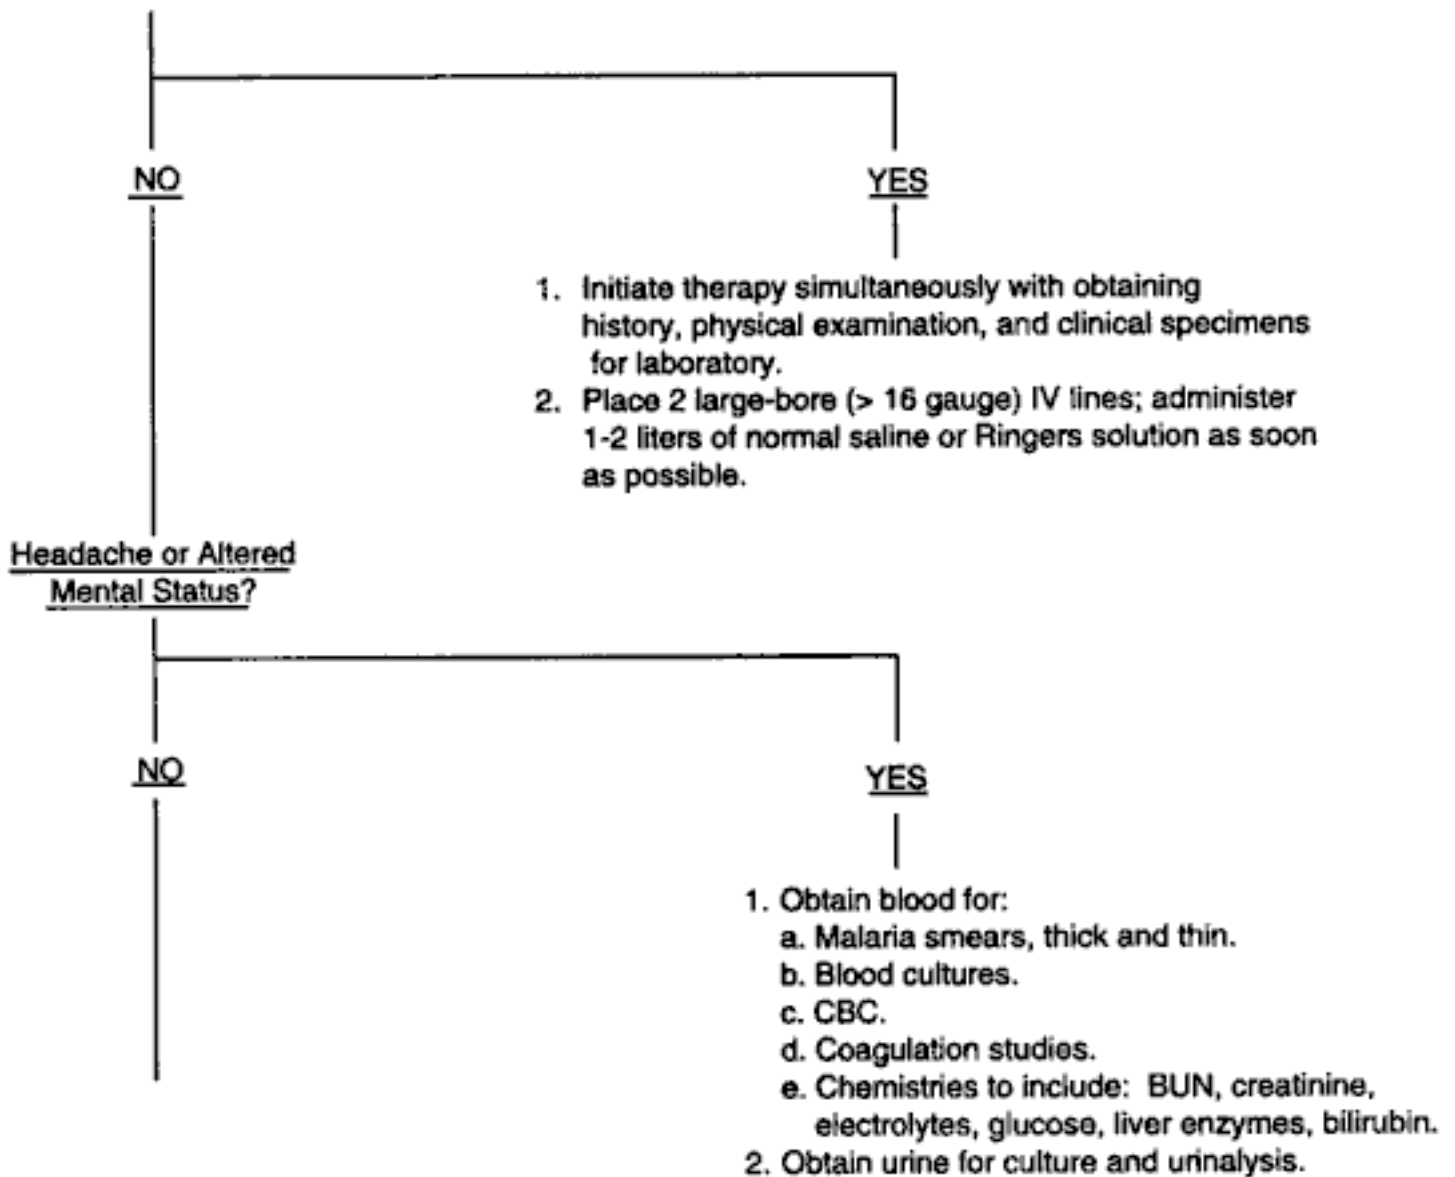 NO
YES
1. Initiate therapy simultaneously with obtaining
history, physical examination, and clinical specimens
for laboratory.
2. Place 2 large-bore (> 16 gauge) IV lines; administer
1-2 liters of normal saline or Ringers solution as soon
as possible.
Headache or Altered
Mental Status?
NO
YES
1. Obtain blood for:
a. Malaria smears, thick and thin.
b. Blood cultures.
c. CBC.
d. Coagulation studies.
e. Chemistries to include: BUN, creatinine,
electrolytes, glucose, liver enzymes, bilirubin.
2. Obtain urine for culture and urinalysis.